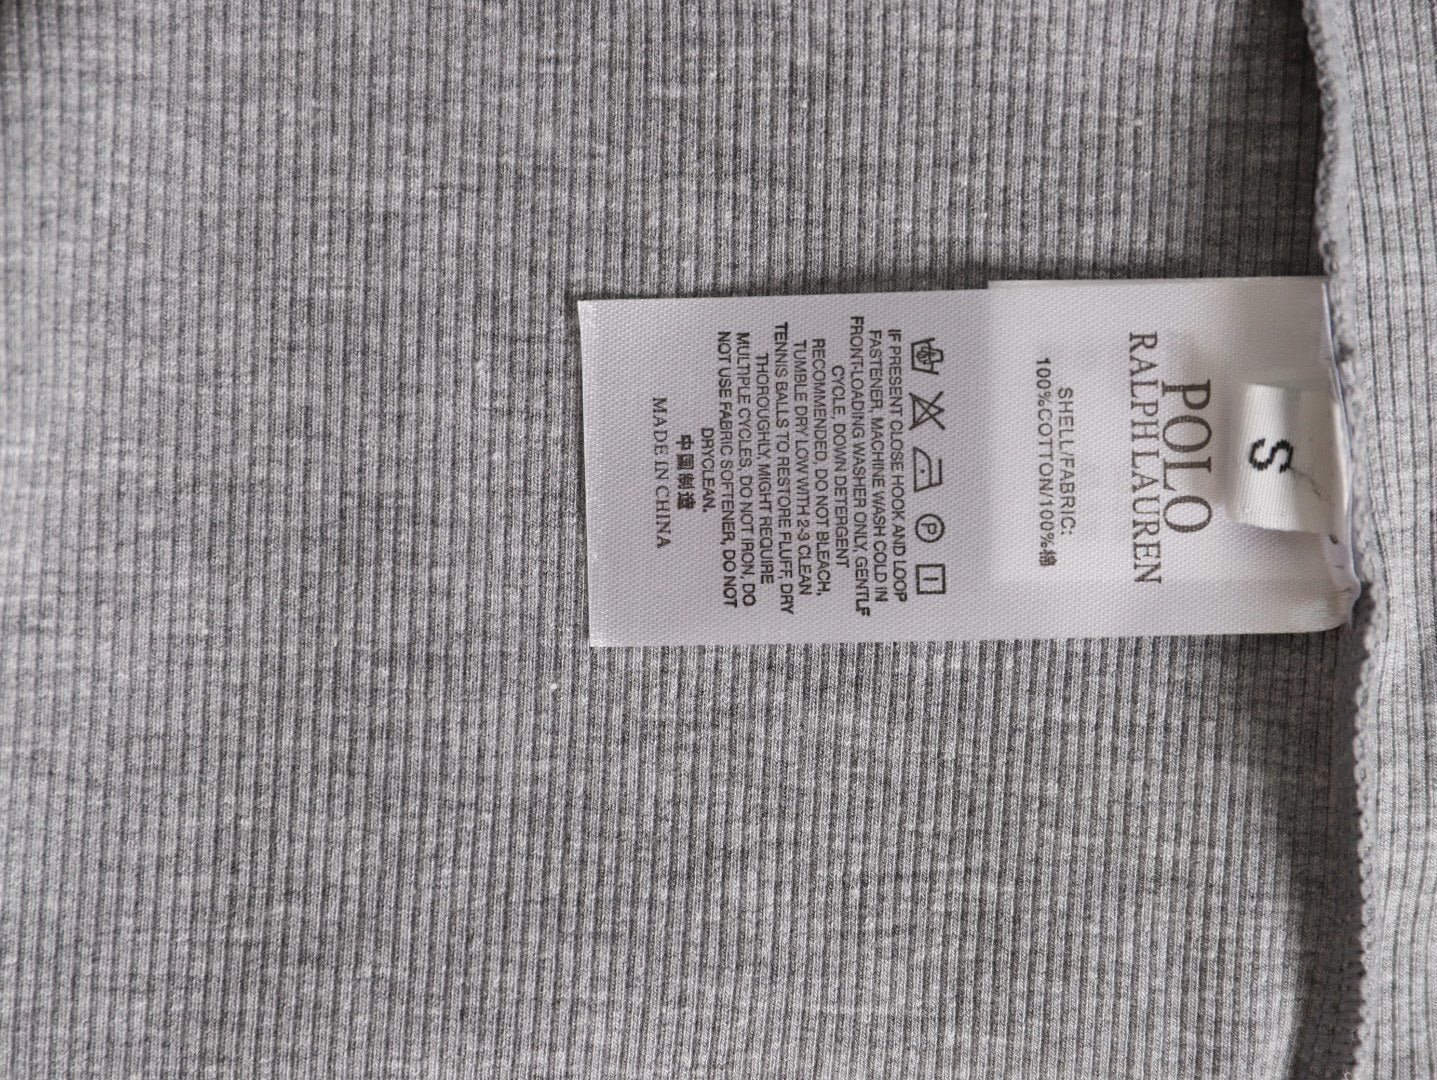 S
POLO
RALPH LAUREN
SHELL/FABRIC:
100%COTTON/100%棉
P
IF PRESENT CLOSE HOOK AND LOOP
FASTENER, MACHINE WASH COLD IN
FRONT-LOADING WASHER ONLY, GENTLF
CYCLE, DOWN DETERGENT
RECOMMENDED, DO NOT BLEACH,
TUMBLE DRY LOW WITH 2-3 CLEAN
TENNIS BALLS TO RESTORE FLUFF, DRY
THOROUGHLY, MIGHT REQUIRE
MULTIPLE CYCLES, DO NOT IRON, DO
NOT USE FABRIC SOFTENER, DO NOT
DRYCLEAN.
中国制造
MADE IN CHINA